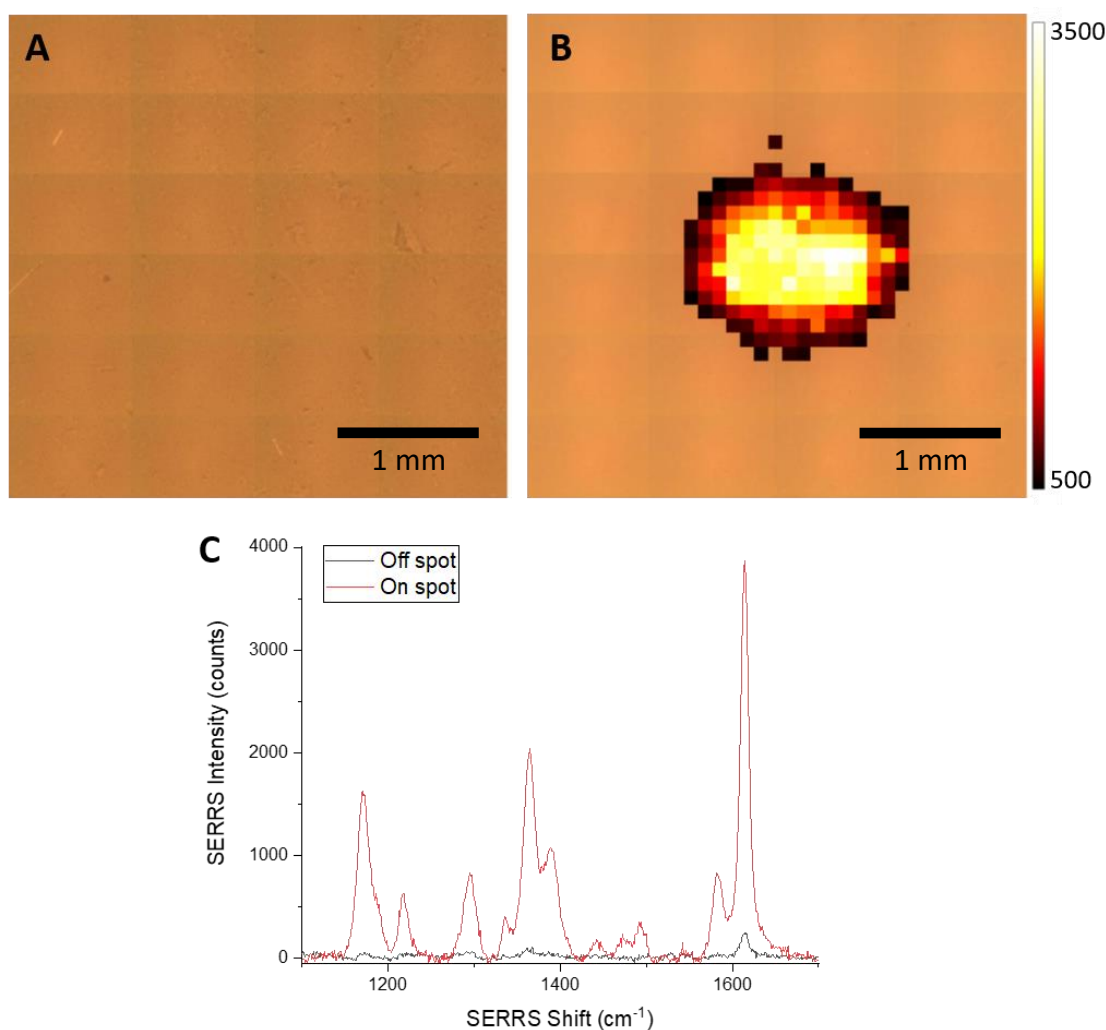 A
B
3500
1 mm
1 mm
500
C
4000
3000
2000
1000
0
Off spot
On spot
SERRS Intensity (counts)
1200
1400
1600
SERRS Shift (cm⁻¹)